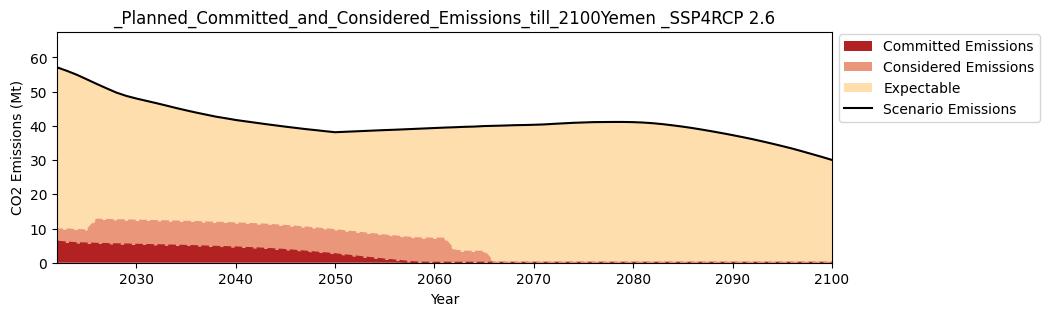 _Planned_Committed_and_Considered_Emissions_till_2100Yemen _SSP4RCP 2.6
Committed Emissions
Considered Emissions
Expectable
Scenario Emissions
CO2 Emissions (Mt)
60
50
40
30
20
10
0
2030 2040 2050 2060 2070 2080 2090 2100
Year